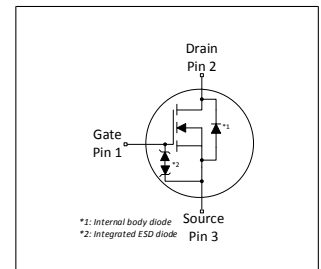 Drain
Pin 2
*1
Gate
Pin 1
*2
*1: Internal body diode
*2: Integrated ESD diode
Source
Pin 3